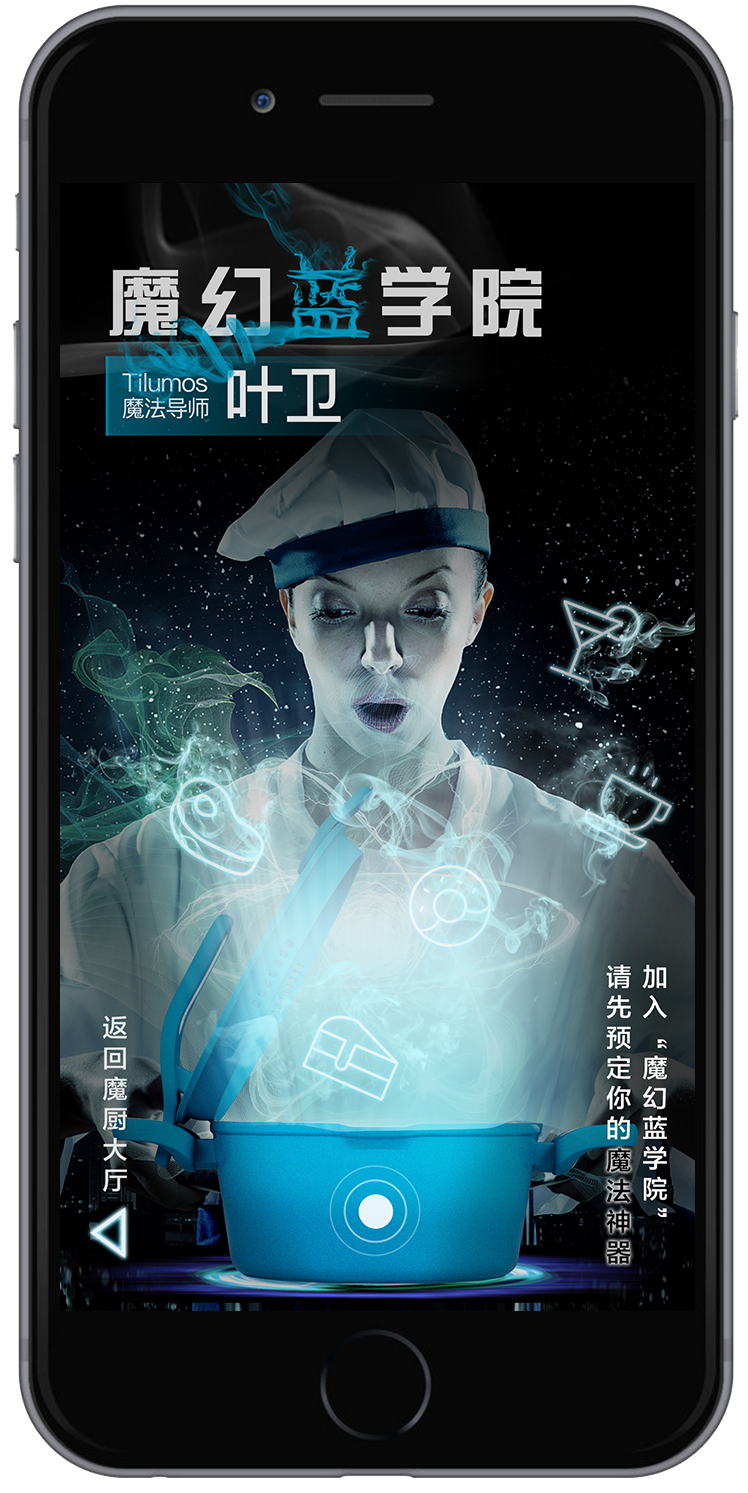 魔幻蓝学院
Tilumos
魔法导师
叶卫
加入“魔幻蓝学院”
请先预定你的魔法神器
返回魔厨大厅